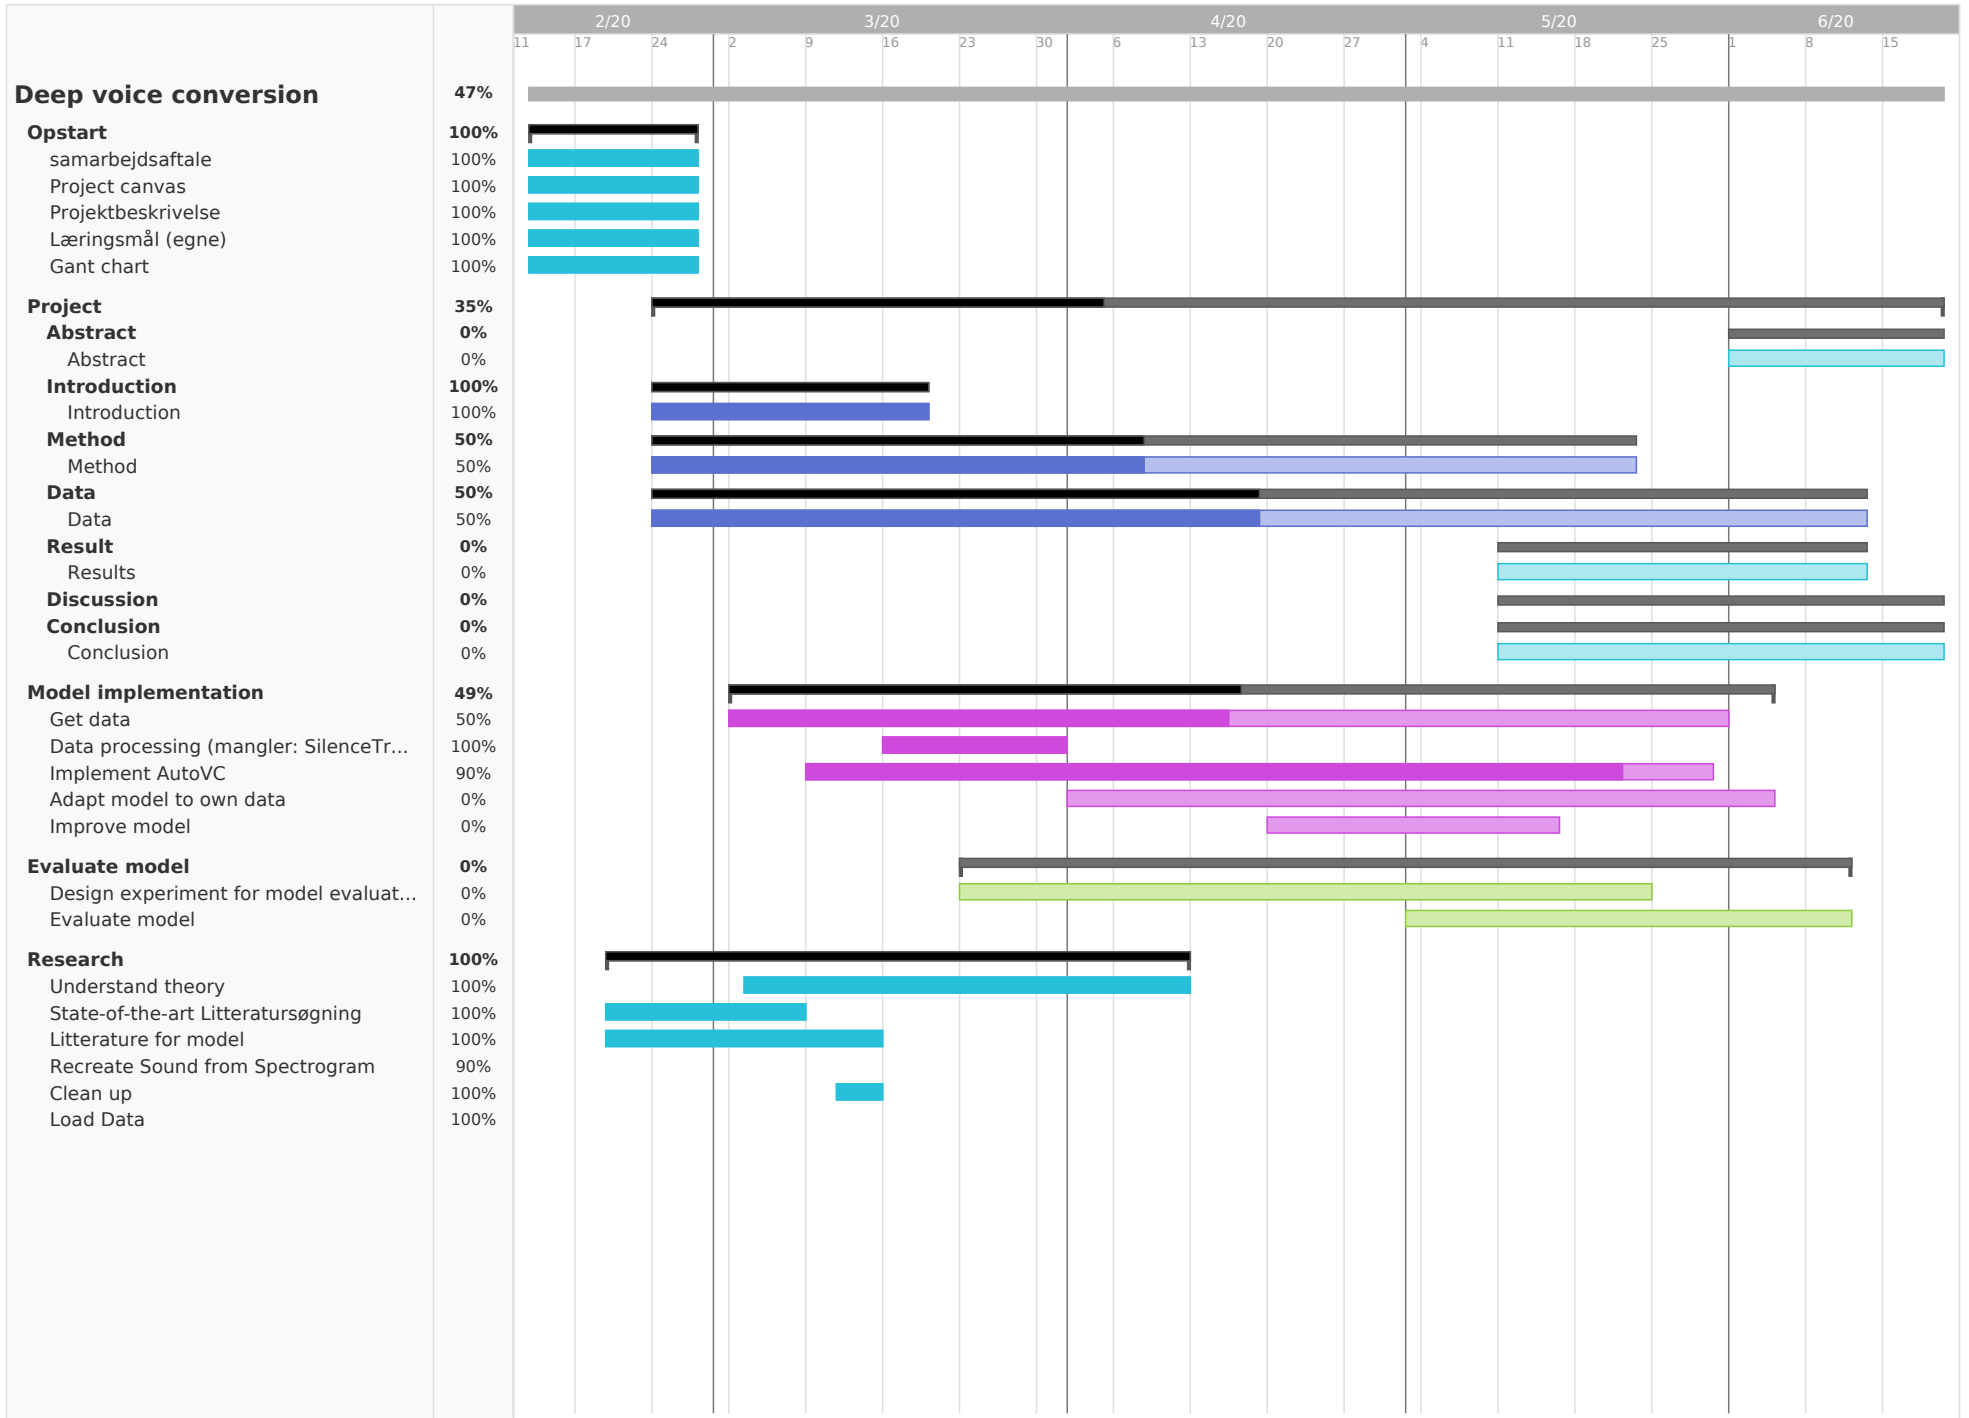 2/20 3/20 4/20 5/20 6/20
11 17 24 2 9 16 23 30 6 13 20 27 4 11 18 25 1 8 15
Deep voice conversion 47%
Opstart 100%
samarbejdsaftale 100%
Project canvas 100%
Projektbeskrivelse 100%
Læringsmål (egne) 100%
Gant chart 100%
Project 35%
Abstract 0%
Abstract 0%
Introduction 100%
Introduction 100%
Method 50%
Method 50%
Data 50%
Data 50%
Result 0%
Results 0%
Discussion 0%
Conclusion 0%
Conclusion 0%
Model implementation 49%
Get data 50%
Data processing (mangler: SilenceTr... 100%
Implement AutoVC 90%
Adapt model to own data 0%
Improve model 0%
Evaluate model 0%
Design experiment for model evaluat... 0%
Evaluate model 0%
Research 100%
Understand theory 100%
State-of-the-art Litteratursøgning 100%
Litterature for model 100%
Recreate Sound from Spectrogram 90%
Clean up 100%
Load Data 100%